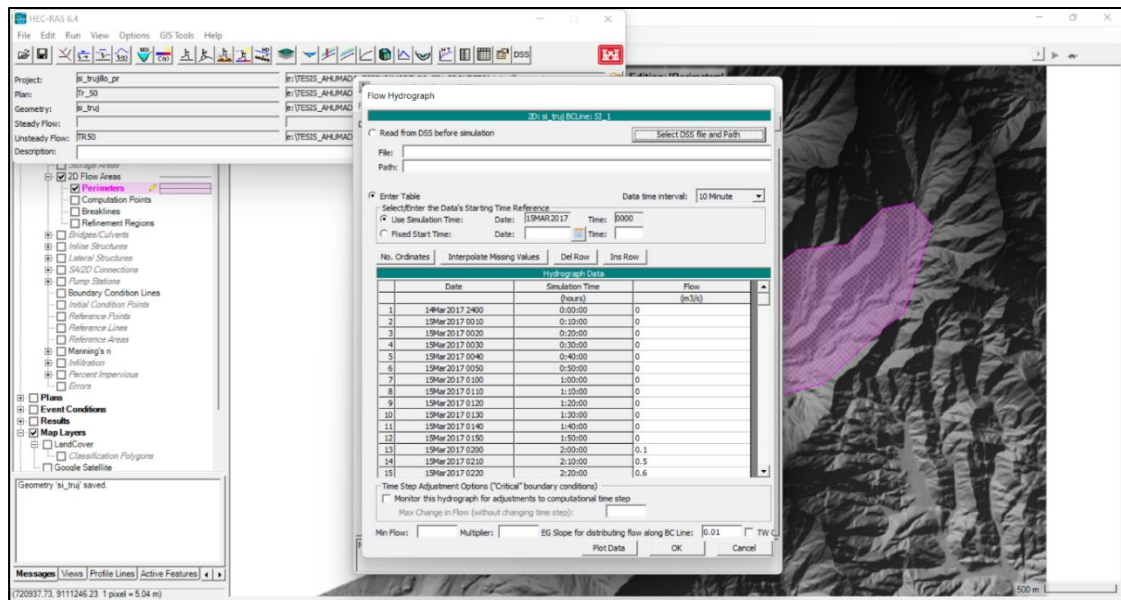 HEC-RAS 6.4
File Edit Run View Options GIS Tools Help
DSS
Project: si_trujillo_pr
Plan: Tr_50 e:\TESIS_AHUMAD
Geometry: si_truj e:\TESIS_AHUMAD
Steady Flow:
Unsteady Flow: TR50 e:\TESIS_AHUMAD
Description:
Storage Areas
2D Flow Areas
Perimeters
Computation Points
Breaklines
Refinement Regions
Bridges/Culverts
Inline Structures
Lateral Structures
SA/2D Connections
Pump Stations
Boundary Condition Lines
Initial Condition Points
Reference Points
Reference Lines
Reference Areas
Manning's n
Infiltration
Percent Impervious
Errors
Plans
Event Conditions
Results
Map Layers
LandCover
Classification Polygons
Google Satellite
Geometry 'si_truj' saved.
Messages Views Profile Lines Active Features
(720937.73, 9111246.23 1 pixel = 5.04 m)
Flow Hydrograph
2D: si_truj BCLine: SI_1
Read from DSS before simulation Select DSS file and Path
File:
Path:
Enter Table Data time interval: 10 Minute
Select/Enter the Data's Starting Time Reference
Use Simulation Time: Date: 15MAR2017 Time: 0000
Fixed Start Time: Date: Time:
No. Ordinates Interpolate Missing Values Del Row Ins Row
Hydrograph Data
Date Simulation Time Flow
(hours) (m3/s)
1 14Mar2017 2400 0:00:00 0
2 15Mar2017 0010 0:10:00 0
3 15Mar2017 0020 0:20:00 0
4 15Mar2017 0030 0:30:00 0
5 15Mar2017 0040 0:40:00 0
6 15Mar2017 0050 0:50:00 0
7 15Mar2017 0100 1:00:00 0
8 15Mar2017 0110 1:10:00 0
9 15Mar2017 0120 1:20:00 0
10 15Mar2017 0130 1:30:00 0
11 15Mar2017 0140 1:40:00 0
12 15Mar2017 0150 1:50:00 0
13 15Mar2017 0200 2:00:00 0.1
14 15Mar2017 0210 2:10:00 0.5
15 15Mar2017 0220 2:20:00 0.6
Time Step Adjustment Options ("Critical" boundary conditions)
Monitor this hydrograph for adjustments to computational time step
Max Change in Flow (without changing time step):
Min Flow: Multiplier: EG Slope for distributing flow along BC Line: 0.01 TW
Plot Data OK Cancel
500 m